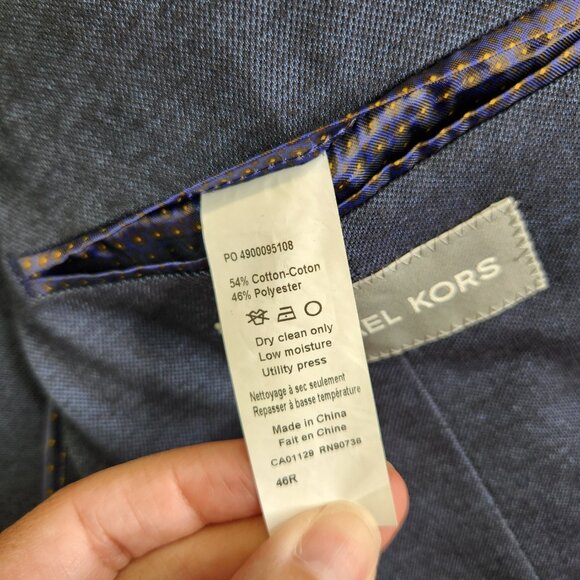 PO 4900095108
54% Cotton-Coton
46% Polyester
Dry clean only
Low moisture
Utility press
Nettoyage à sec seulement
Repasser à basse température
Made in China
Fait en Chine
CA01129 RN90736
46R
EL KORS